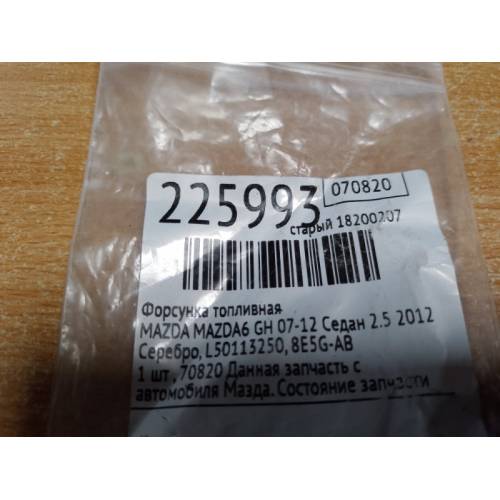 225993
070820
старый 18200207
Форсунка топливная
MAZDA MAZDA6 GH 07-12 Седан 2.5 2012
Серебро, L50113250, 8E5G-AB
1 шт , 70820 Данная запчасть с
автомобиля Мазда. Состояние запчасти